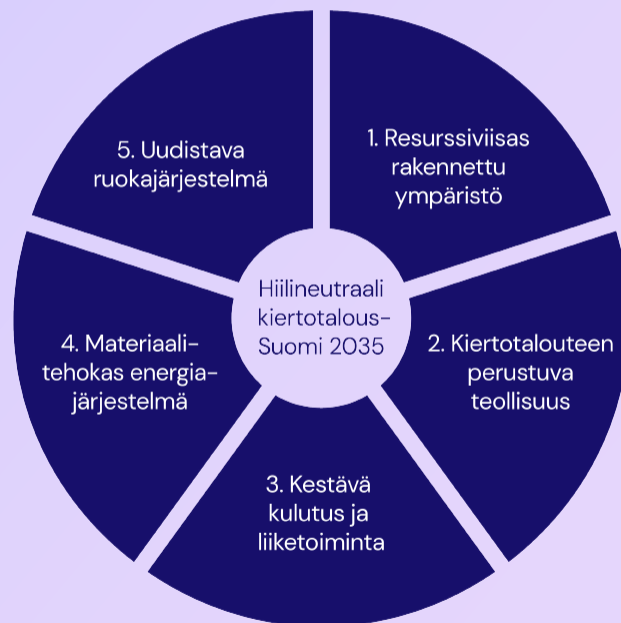 Hiilineutraali
kiertotalous-
Suomi 2035
1. Resurssiviisas
rakennettu
ympäristö
2. Kiertotalouteen
perustuva
teollisuus
3. Kestävä
kulutus ja
liiketoiminta
4. Materiaali-
tehokas energia-
järjestelmä
5. Uudistava
ruokajärjestelmä